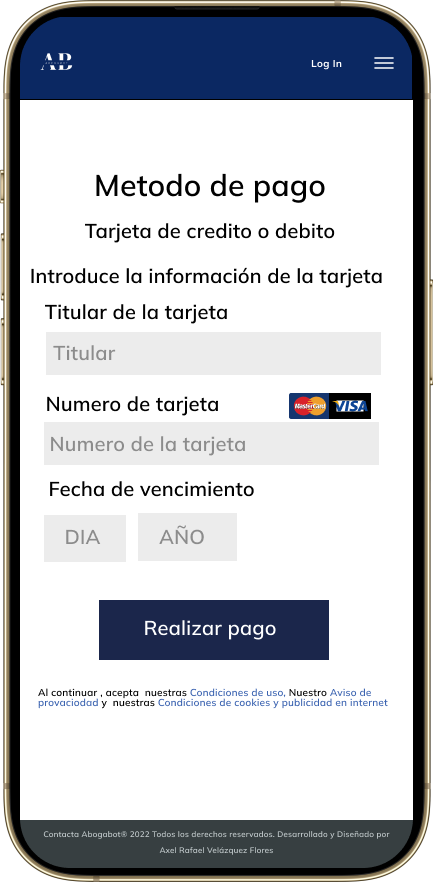 AB
Log In
Metodo de pago
Tarjeta de credito o debito
Introduce la información de la tarjeta
Titular de la tarjeta
Titular
Numero de tarjeta
MasterCard VISA
Numero de la tarjeta
Fecha de vencimiento
DIA AÑO
Realizar pago
Al continuar , acepta nuestras Condiciones de uso, Nuestro Aviso de
provaciodad y nuestras Condiciones de cookies y publicidad en internet
Contacta Abogabot® 2022 Todos los derechos reservados. Desarrollado y Diseñado por
Axel Rafael Velázquez Flores